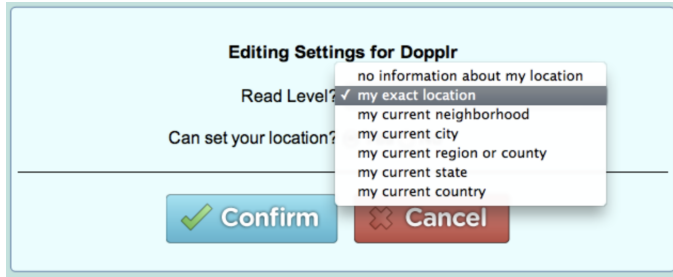 Editing Settings for Dopplr
no information about my location
Read Level? ✓ my exact location
my current neighborhood
Can set your location?
my current city
my current region or county
my current state
my current country
Confirm
Cancel